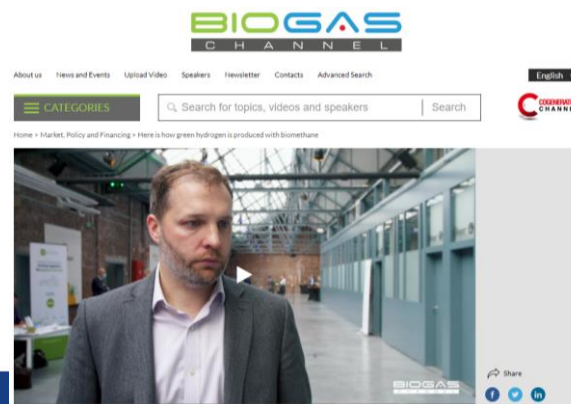 BIOGAS
CHANNEL
About us News and Events Upload Video Speakers Newsletter Contacts Advanced Search
English
CATEGORIES
Search for topics, videos and speakers
Search
CHANN
Home > Market, Policy and Financing > Here is how green hydrogen is produced with biomethane
BIOGAS
Share